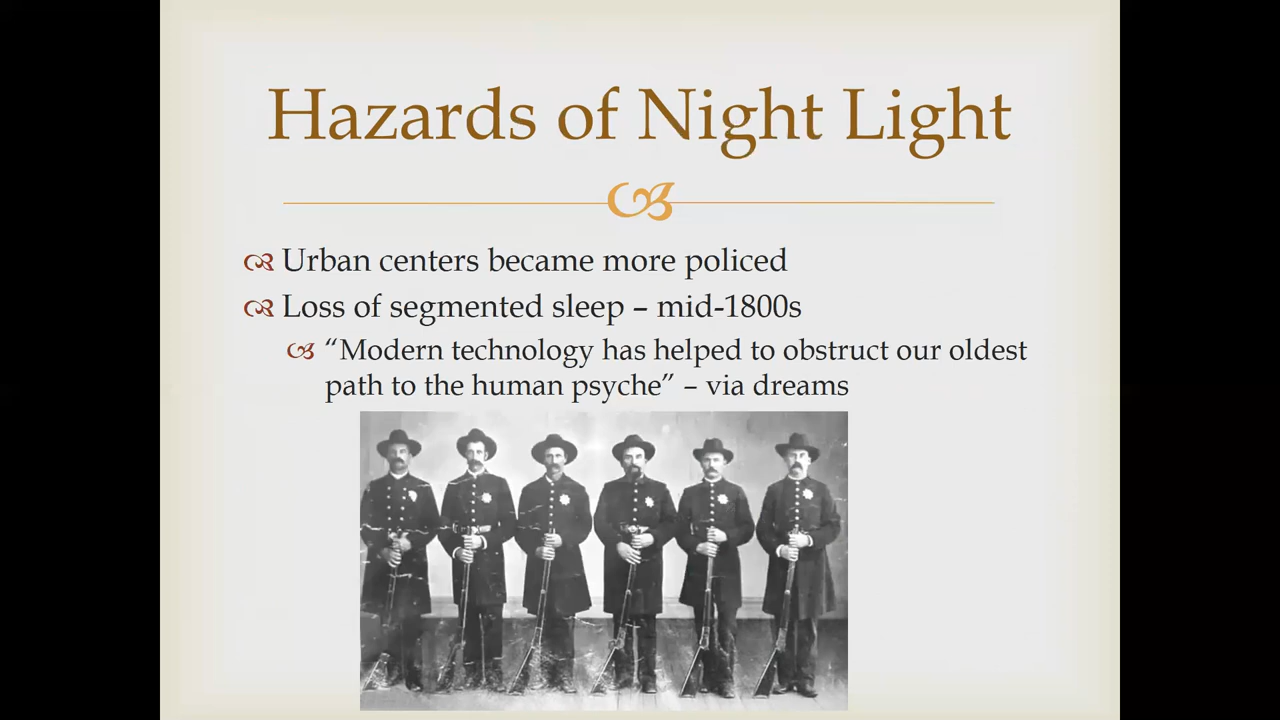 Hazards of Night Light
Urban centers became more policed
Loss of segmented sleep – mid-1800s
“Modern technology has helped to obstruct our oldest
path to the human psyche” – via dreams